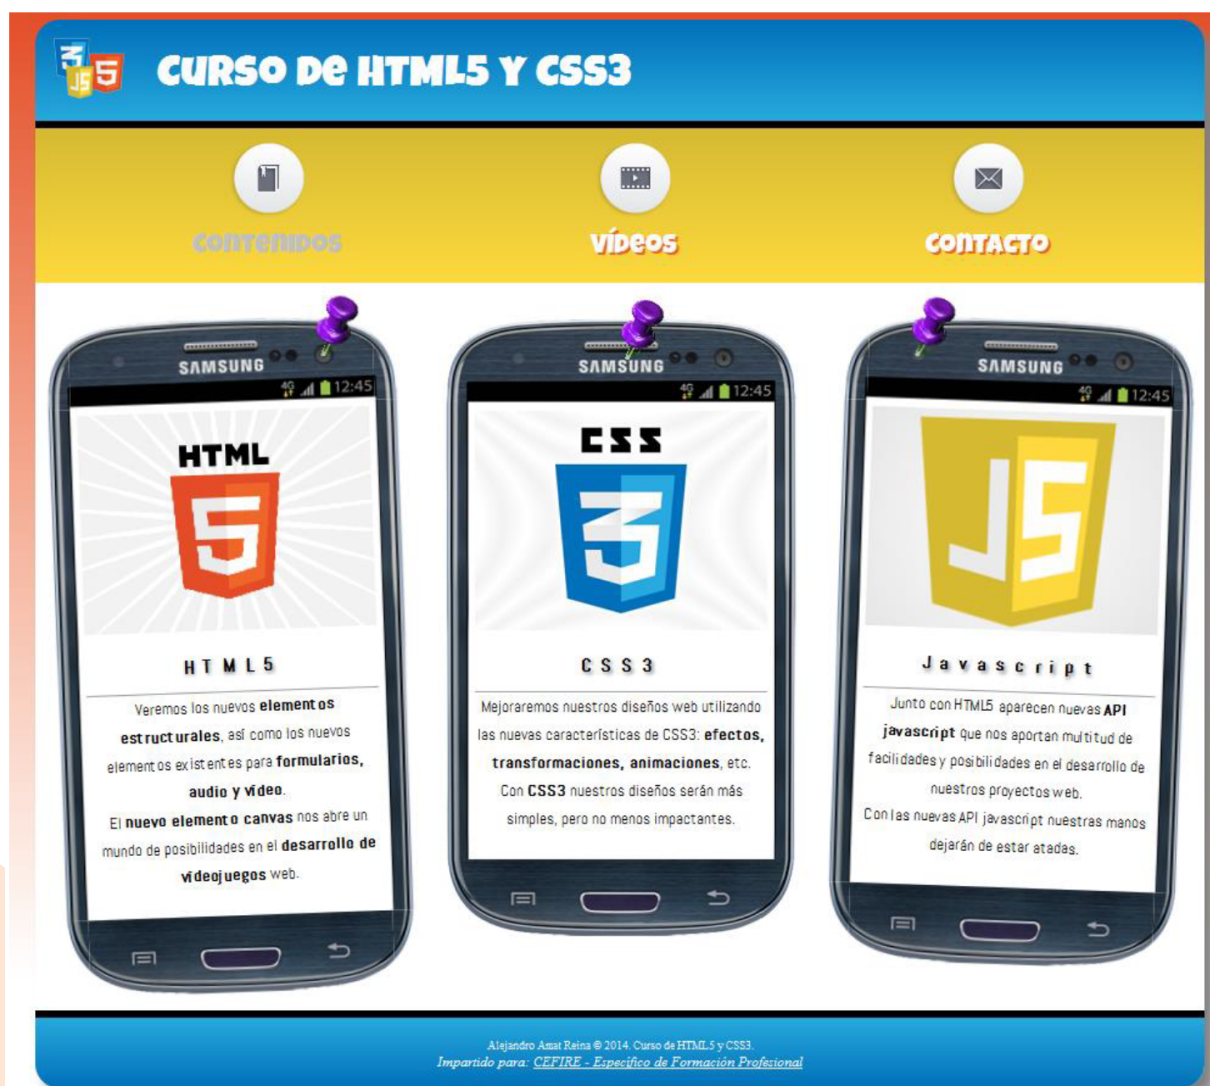 3
JS
5
CURSO DE HTML5 Y CSS3
CONTENIDOS
VÍDEOS
CONTACTO
SAMSUNG
4G 12:45
HTML
5
HTML5
Veremos los nuevos elementos
estructurales, así como los nuevos
elementos existentes para formularios,
audio y vídeo.
El nuevo elemento canvas nos abre un
mundo de posibilidades en el desarrollo de
videojuegos web.
SAMSUNG
4G 12:45
CSS
3
CSS3
Mejoraremos nuestros diseños web utilizando
las nuevas características de CSS3: efectos,
transformaciones, animaciones, etc.
Con CSS3 nuestros diseños serán más
simples, pero no menos impactantes.
SAMSUNG
4G 12:45
JS
Javascript
Junto con HTML5 aparecen nuevas API
javascript que nos aportan multitud de
facilidades y posibilidades en el desarrollo de
nuestros proyectos web.
Con las nuevas API javascript nuestras manos
dejarán de estar atadas.
Alejandro Amat Reina © 2014. Curso de HTML5 y CSS3.
Impartido para: CEFIRE - Específico de Formación Profesional